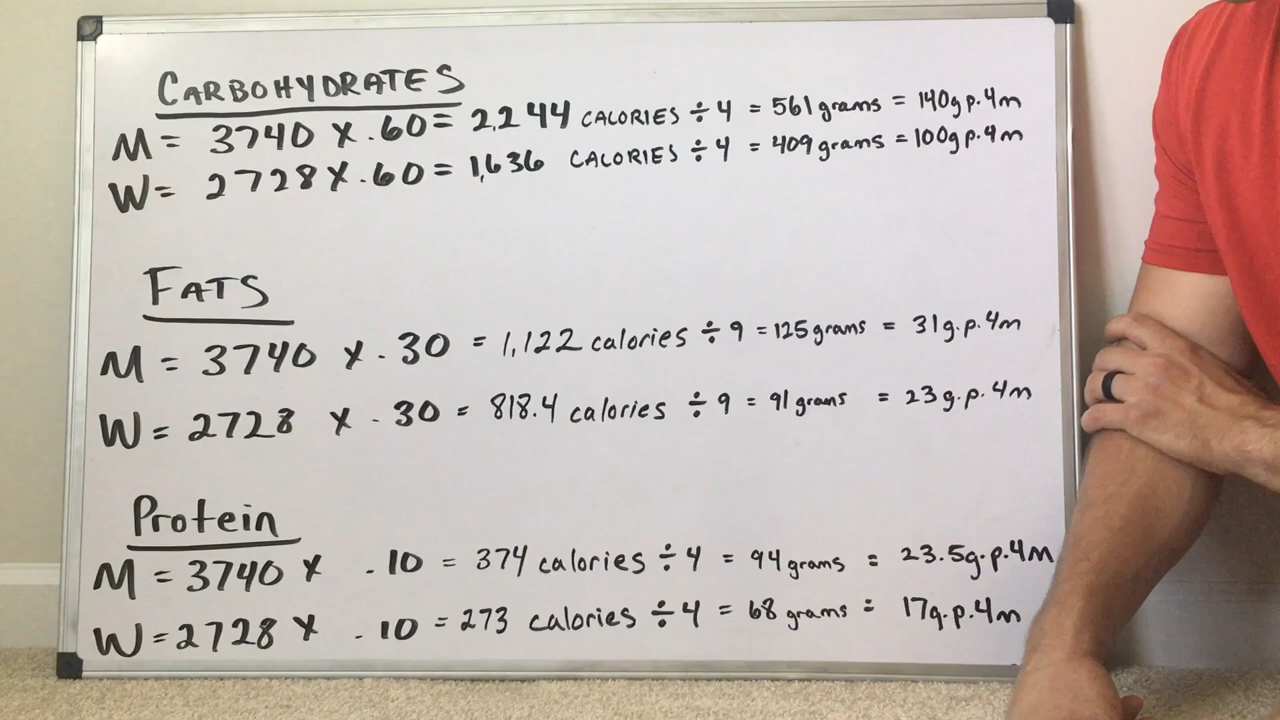 CARBOHYDRATES
M = 3740 X .60 = 2,244 CALORIES ÷ 4 = 561 grams = 140g p. 4m
W = 2728 X .60 = 1,636 CALORIES ÷ 4 = 409 grams = 100g p. 4m
FATS
M = 3740 X .30 = 1,122 calories ÷ 9 = 125 grams = 31g.p.4m
W = 2728 X .30 = 818.4 calories ÷ 9 = 91 grams = 23g.p.4m
Protein
M = 3740 X .10 = 374 calories ÷ 4 = 94 grams = 23.5g.p.4M
W = 2728 X .10 = 273 calories ÷ 4 = 68 grams = 17g.p.4m